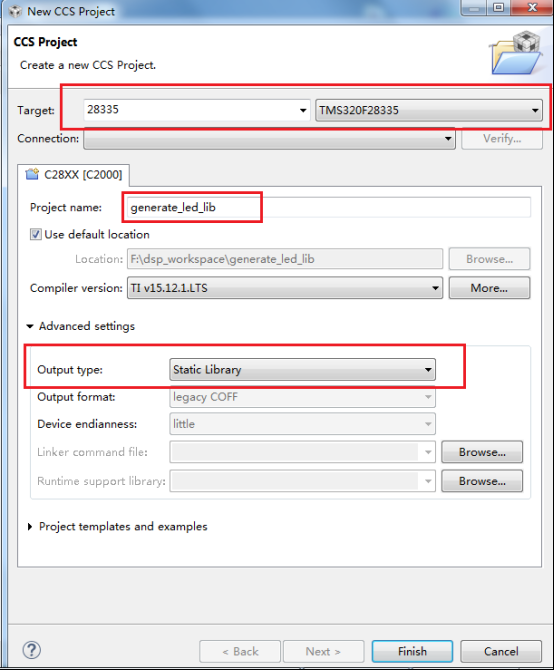 New CCS Project
CCS Project
Create a new CCS Project.
Target: 28335 TMS320F28335
Connection: Verify...
C28XX [C2000]
Project name: generate_led_lib
Use default location
Location: F:\dsp_workspace\generate_led_lib Browse...
Compiler version: TI v15.12.1.LTS More...
Advanced settings
Output type: Static Library
Output format: legacy COFF
Device endianness: little
Linker command file: Browse...
Runtime support library: Browse...
Project templates and examples
? < Back Next > Finish Cancel